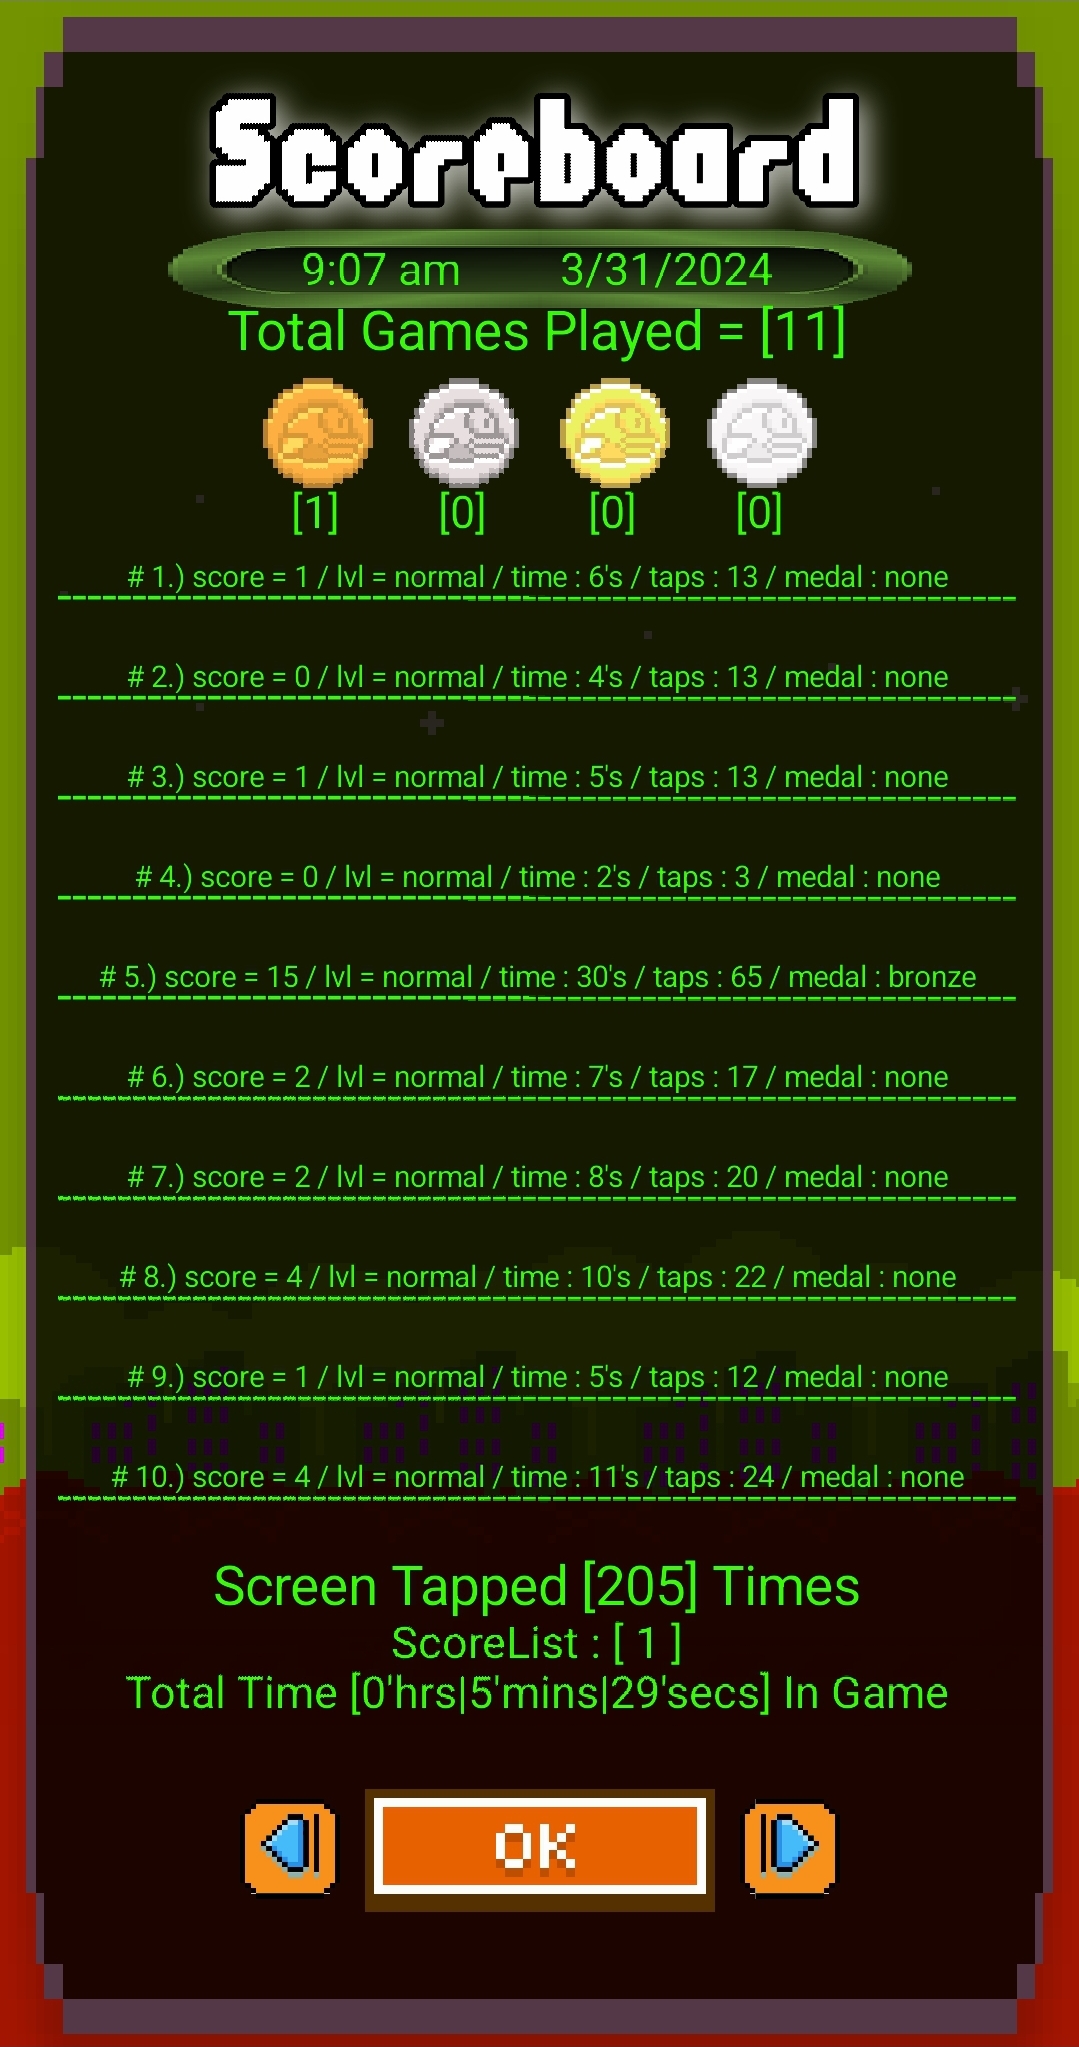 Scoreboard
9:07 am 3/31/2024
Total Games Played = [11]
[1] [0] [0] [0]
# 1.) score = 1 / lvl = normal / time : 6's / taps : 13 / medal : none
# 2.) score = 0 / lvl = normal / time : 4's / taps : 13 / medal : none
# 3.) score = 1 / lvl = normal / time : 5's / taps : 13 / medal : none
# 4.) score = 0 / lvl = normal / time : 2's / taps : 3 / medal : none
# 5.) score = 15 / lvl = normal / time : 30's / taps : 65 / medal : bronze
# 6.) score = 2 / lvl = normal / time : 7's / taps : 17 / medal : none
# 7.) score = 2 / lvl = normal / time : 8's / taps : 20 / medal : none
# 8.) score = 4 / lvl = normal / time : 10's / taps : 22 / medal : none
# 9.) score = 1 / lvl = normal / time : 5's / taps : 12 / medal : none
# 10.) score = 4 / lvl = normal / time : 11's / taps : 24 / medal : none
Screen Tapped [205] Times
ScoreList : [ 1 ]
Total Time [0'hrs|5'mins|29'secs] In Game
OK